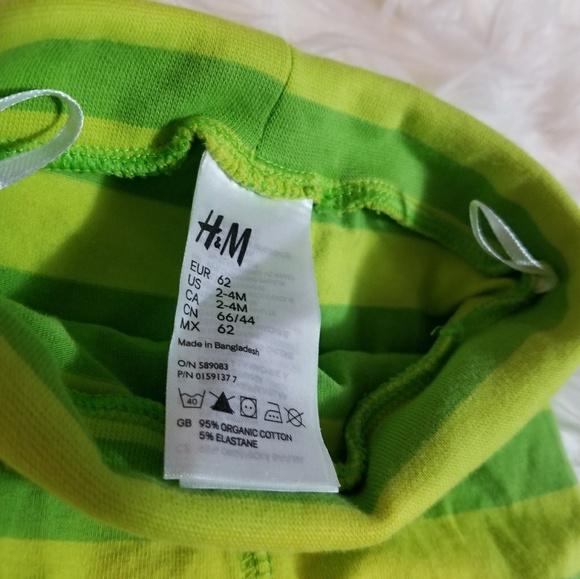 H&M
EUR 62
US 2-4M
CA 2-4M
CN 66/44
MX 62
Made in Bangladesh
O/N 589083
P/N 0159137 7
40
GB 95% ORGANIC COTTON
5% ELASTANE